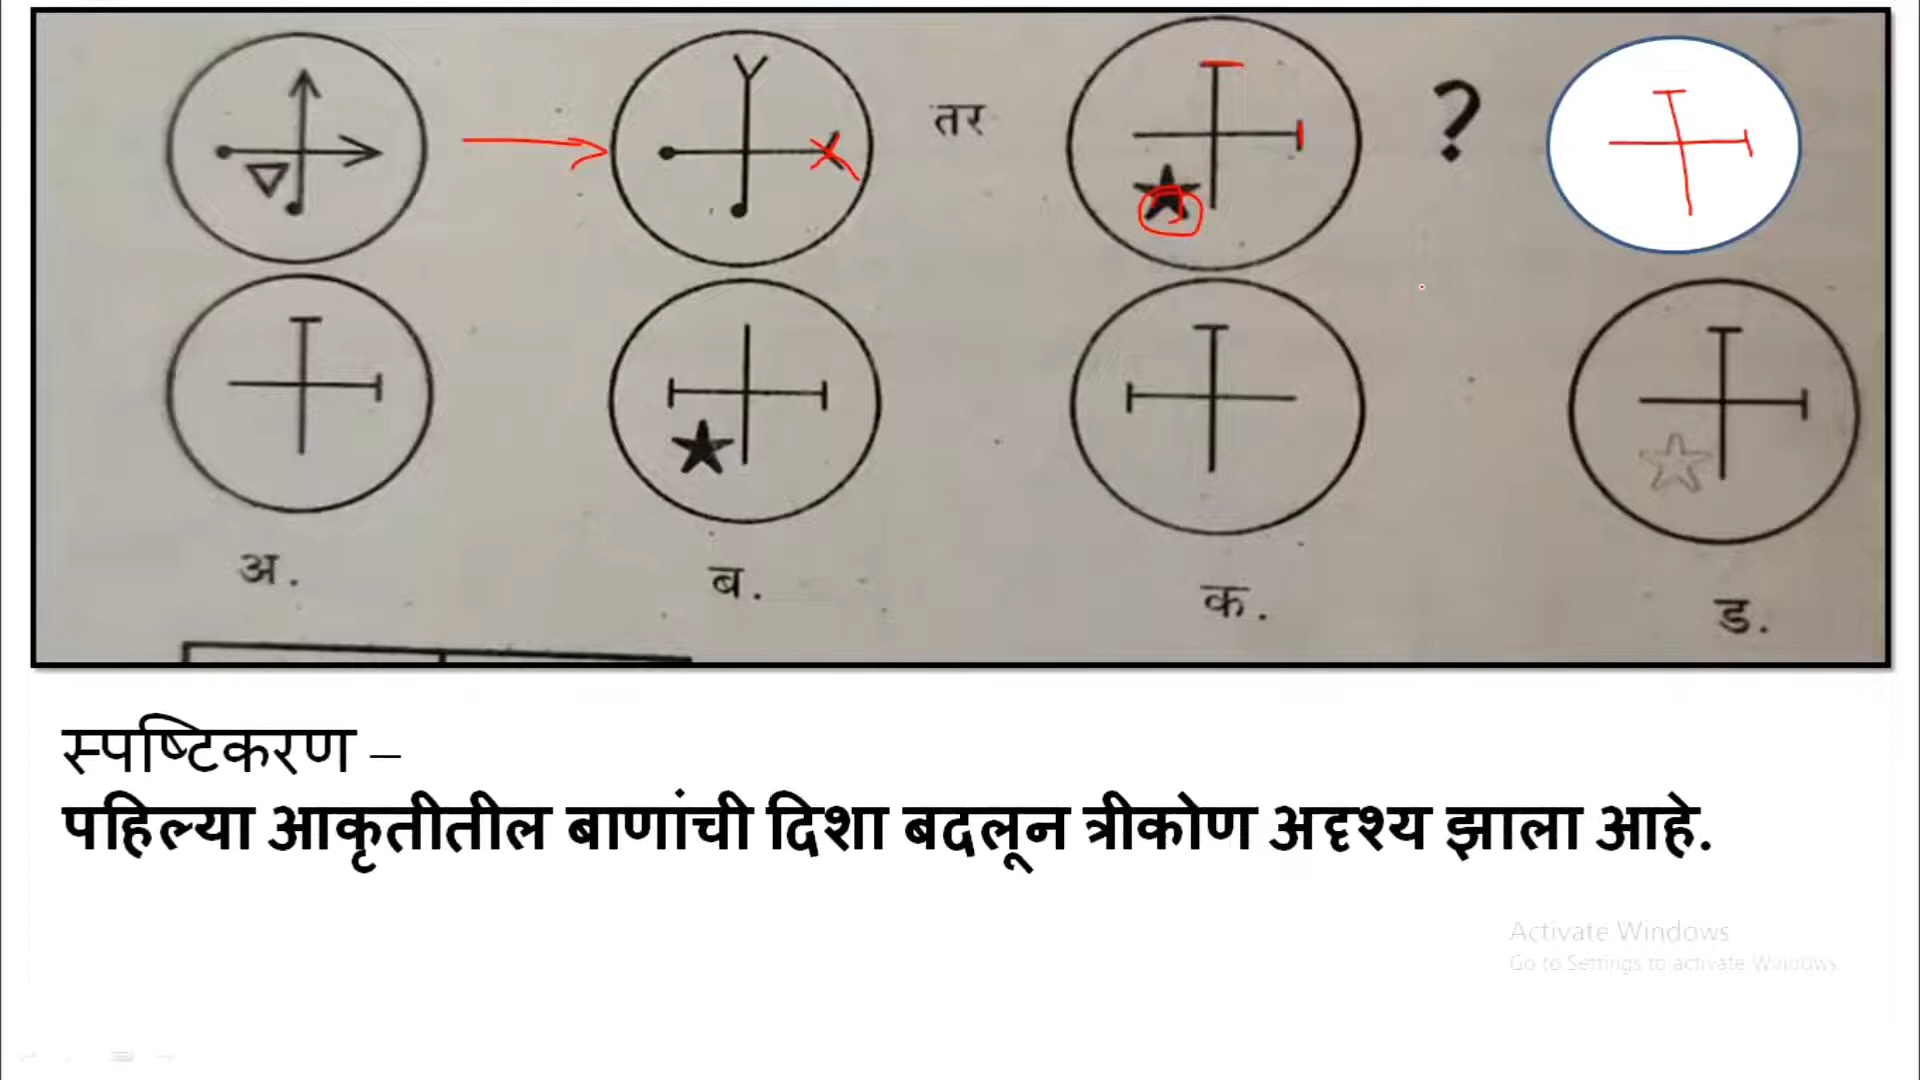 तर ?
अ. ब. क. ड.
स्पष्टिकरण –
पहिल्या आकृतीतील बाणांची दिशा बदलून त्रीकोण अदृश्य झाला आहे.
Activate Windows
Go to Settings to activate Windows.